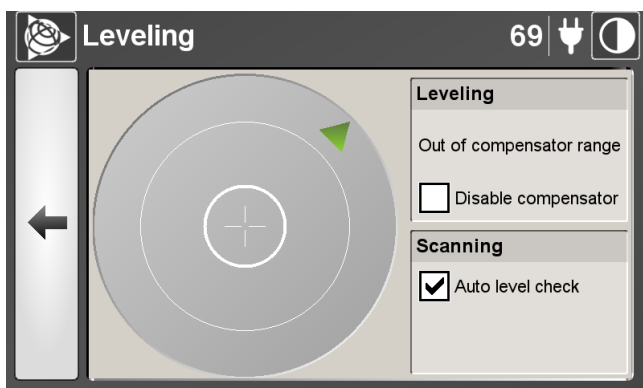 Leveling
69
Leveling
Out of compensator range
Disable compensator
Scanning
Auto level check